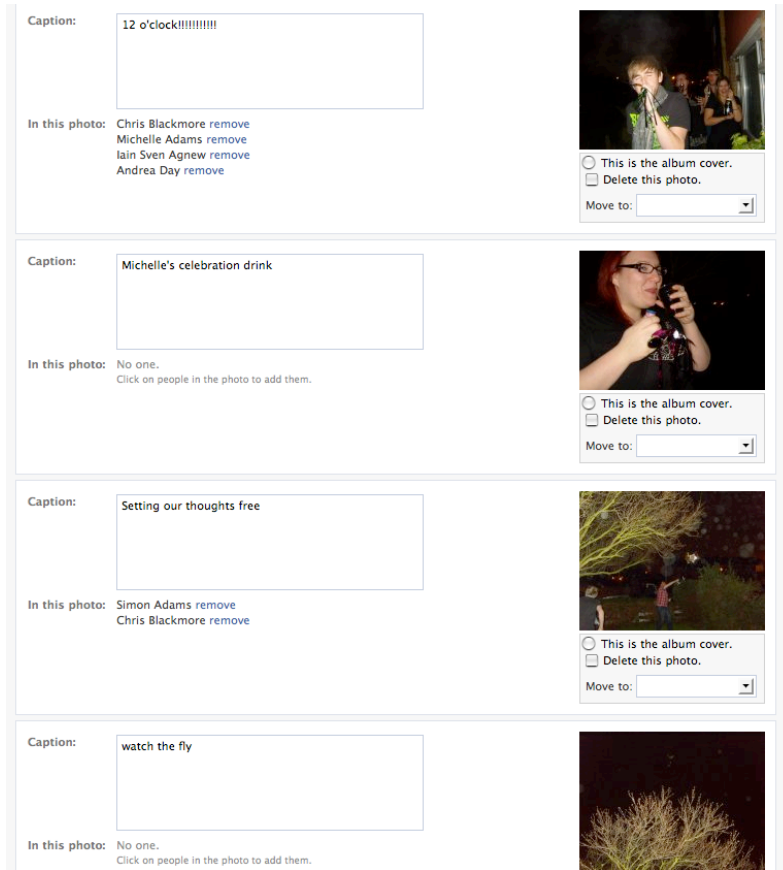 Caption:
12 o'clock!!!!!!!!!!!
In this photo:
Chris Blackmore remove
Michelle Adams remove
Iain Sven Agnew remove
Andrea Day remove
This is the album cover.
Delete this photo.
Move to:
Caption:
Michelle's celebration drink
In this photo:
No one.
Click on people in the photo to add them.
This is the album cover.
Delete this photo.
Move to:
Caption:
Setting our thoughts free
In this photo:
Simon Adams remove
Chris Blackmore remove
This is the album cover.
Delete this photo.
Move to:
Caption:
watch the fly
In this photo:
No one.
Click on people in the photo to add them.